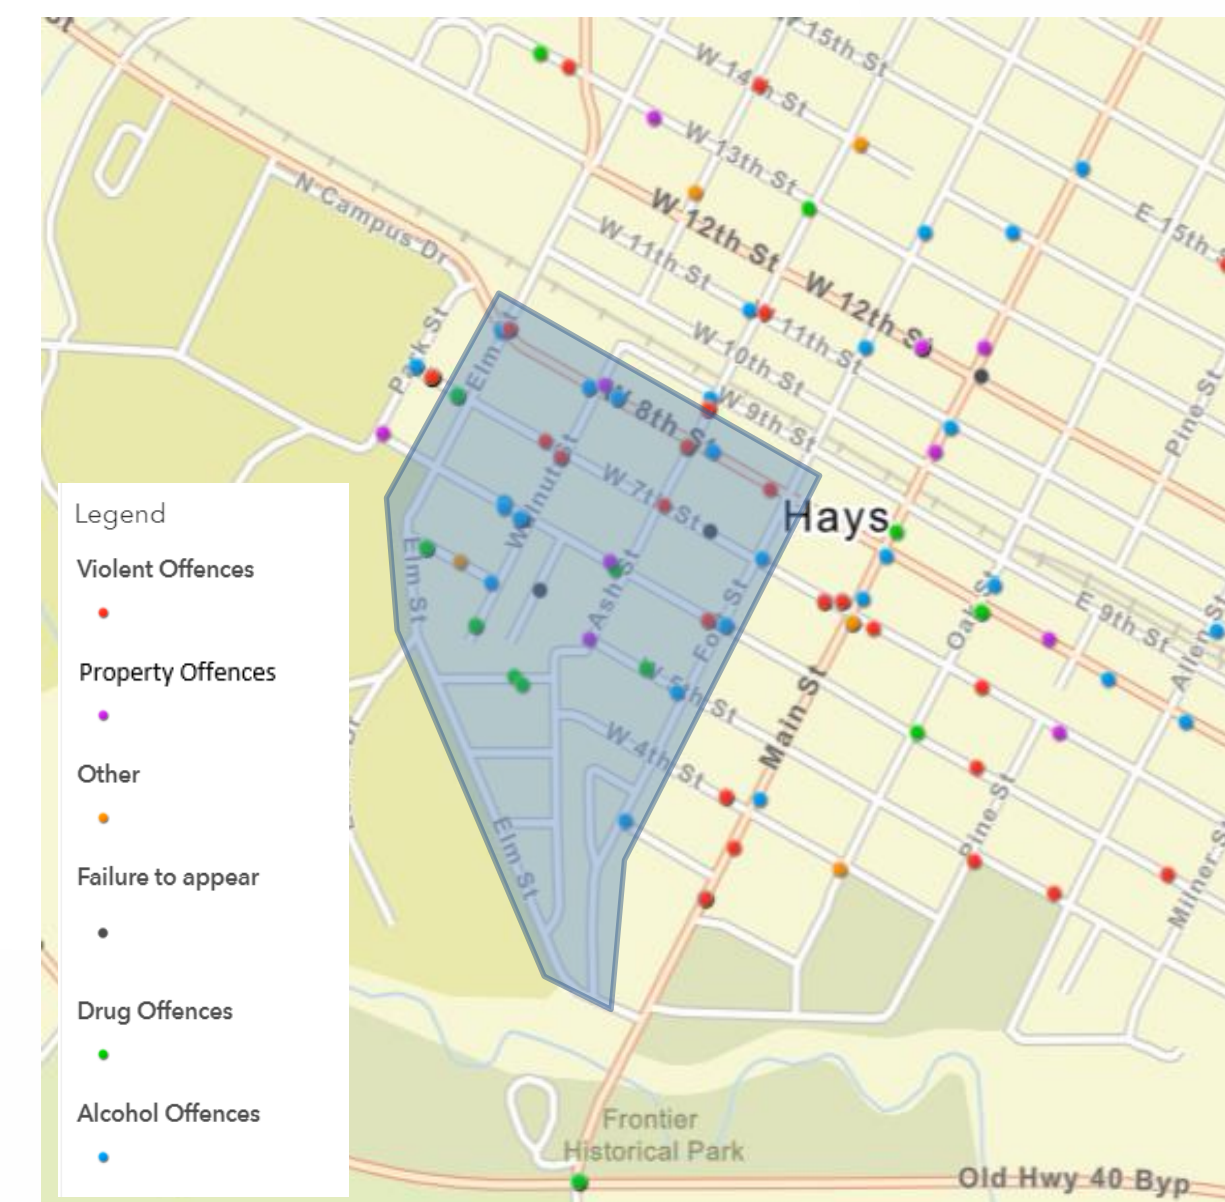 W 15th St
W 14th St
W 13th St
N Campus Dr
W 12th St
W 12th St
W 11th St
11th St
E 15th S
W 10th St
Park St
Elm St
W 9th St
W 8th St
Pine St
Walnut St
W 7th St
Hays
Elm St
Ash St
Fort St
Oak St
E 9th St
Allen St
W 5th St
Main St
W 4th St
Pine St
Elm St
Milner St
Frontier
Historical Park
Old Hwy 40 Byp
Legend
Violent Offences
Property Offences
Other
Failure to appear
Drug Offences
Alcohol Offences